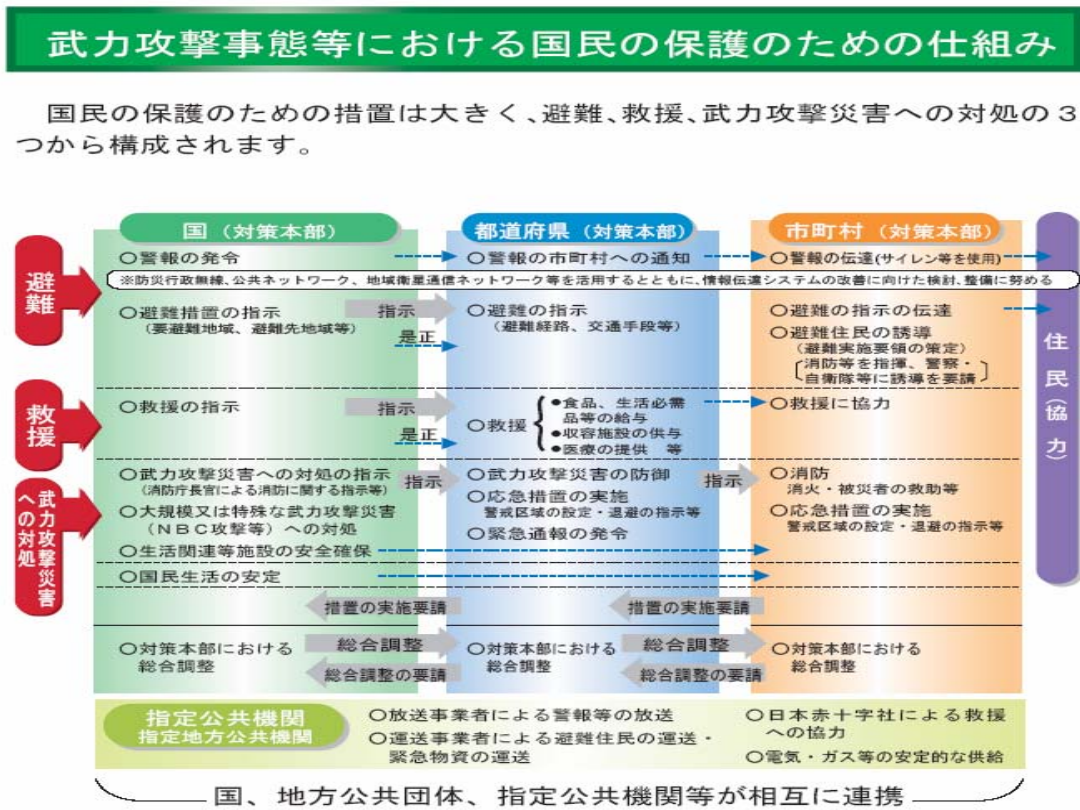 武力攻撃事態等における国民の保護のための仕組み
国民の保護のための措置は大きく、避難、救援、武力攻撃災害への対処の3
つから構成されます。
国(対策本部)
都道府県(対策本部)
市町村(対策本部)
避難
○警報の発令
○警報の市町村への通知
○警報の伝達(サイレン等を使用)
※防災行政無線、公共ネットワーク、地域衛星通信ネットワーク等を活用するとともに、情報伝達システムの改善に向けた検討、整備に努める
○避難措置の指示
(要避難地域、避難先地域等)
指示
是正
○避難の指示
(避難経路、交通手段等)
○避難の指示の伝達
○避難住民の誘導
(避難実施要領の策定)
消防等を指揮、警察・
自衛隊等に誘導を要請
住民(協力)
救援
○救援の指示
指示
是正
○救援
●食品、生活必需
品等の給与
●収容施設の供与
●医療の提供 等
○救援に協力
武力攻撃災害
への対処
○武力攻撃災害への対処の指示
(消防庁長官による消防に関する指示等)
○大規模又は特殊な武力攻撃災害
(NBC攻撃等)への対処
○生活関連等施設の安全確保
○国民生活の安定
指示
○武力攻撃災害の防御
○応急措置の実施
警戒区域の設定・退避の指示等
○緊急通報の発令
指示
○消防
消火・被災者の救助等
○応急措置の実施
警戒区域の設定・退避の指示等
措置の実施要請
措置の実施要請
○対策本部における
総合調整
総合調整
総合調整の要請
○対策本部における
総合調整
総合調整
総合調整の要請
○対策本部における
総合調整
指定公共機関
指定地方公共機関
○放送事業者による警報等の放送
○運送事業者による避難住民の運送・
緊急物資の運送
○日本赤十字社による救援
への協力
○電気・ガス等の安定的な供給
国、地方公共団体、指定公共機関等が相互に連携